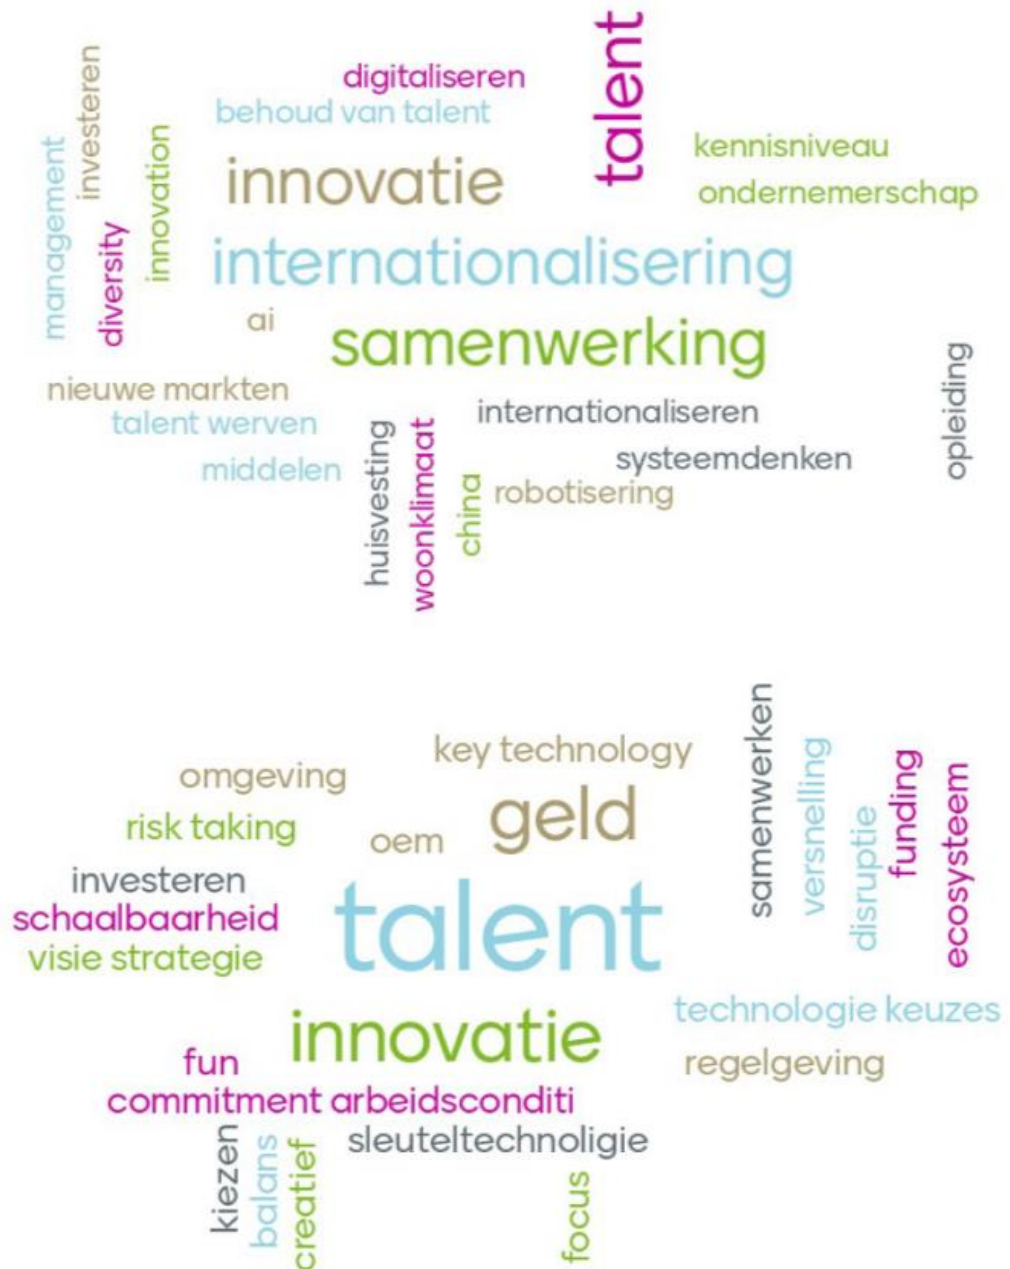 talent
digitaliseren
investeren
behoud van talent
innovation
management
kennisniveau
innovatie
ondernemerschap
diversity
internationalisering
ai
samenwerking
opleiding
nieuwe markten
internationaliseren
talent werven
huisvesting
woonklimaat
systeemdenken
middelen
china
robotisering
samenwerken
key technology
versnelling
funding
ecosysteem
omgeving
geld
disruptie
risk taking
oem
investeren
schaalbaarheid
talent
visie strategie
technologie keuzes
innovatie
fun
regelgeving
commitment arbeidsconditi
kiezen
balans
creatief
sleuteltechnoligie
focus